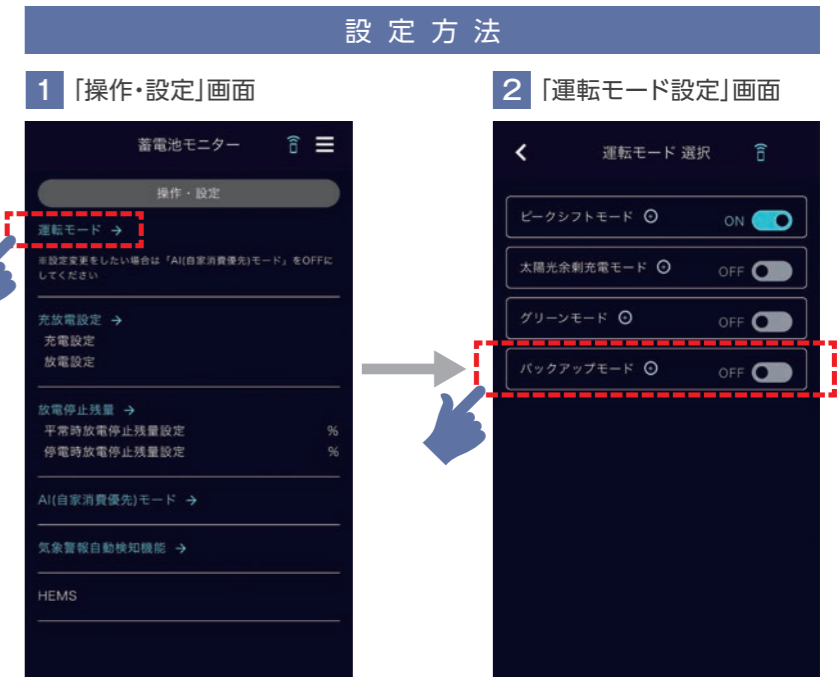 設定方法
1 「操作・設定」画面
蓄電池モニター
操作・設定
運転モード →
※設定変更をしたい場合は「AI(自家消費優先)モード」をOFFに
してください
充放電設定 →
充電設定
放電設定
放電停止残量 →
平常時放電停止残量設定 %
停電時放電停止残量設定 %
AI(自家消費優先)モード →
気象警報自動検知機能 →
HEMS
2 「運転モード設定」画面
運転モード 選択
ピークシフトモード ON
太陽光余剰充電モード OFF
グリーンモード OFF
バックアップモード OFF